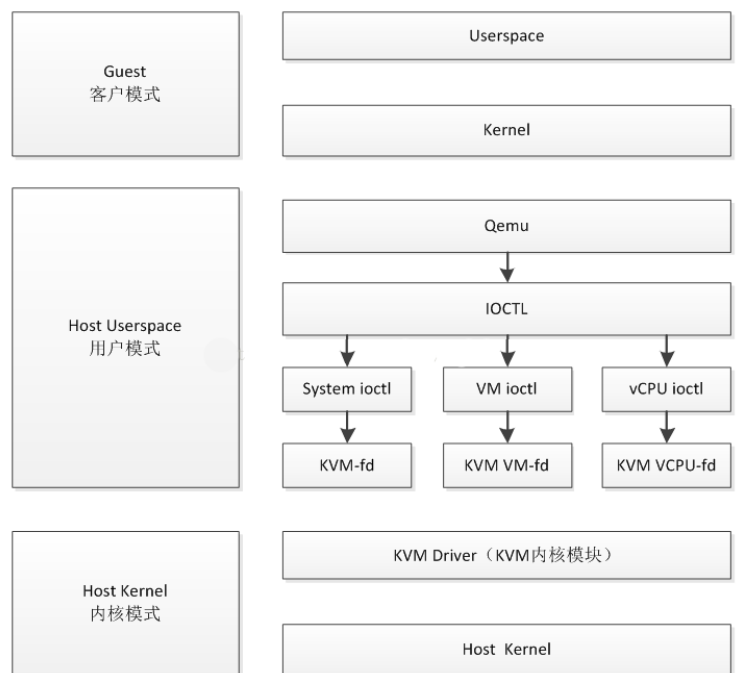 Guest
客户模式
Userspace
Kernel
Host Userspace
用户模式
Qemu
IOCTL
System ioctl
VM ioctl
vCPU ioctl
KVM-fd
KVM VM-fd
KVM VCPU-fd
Host Kernel
内核模式
KVM Driver（KVM内核模块）
Host Kernel